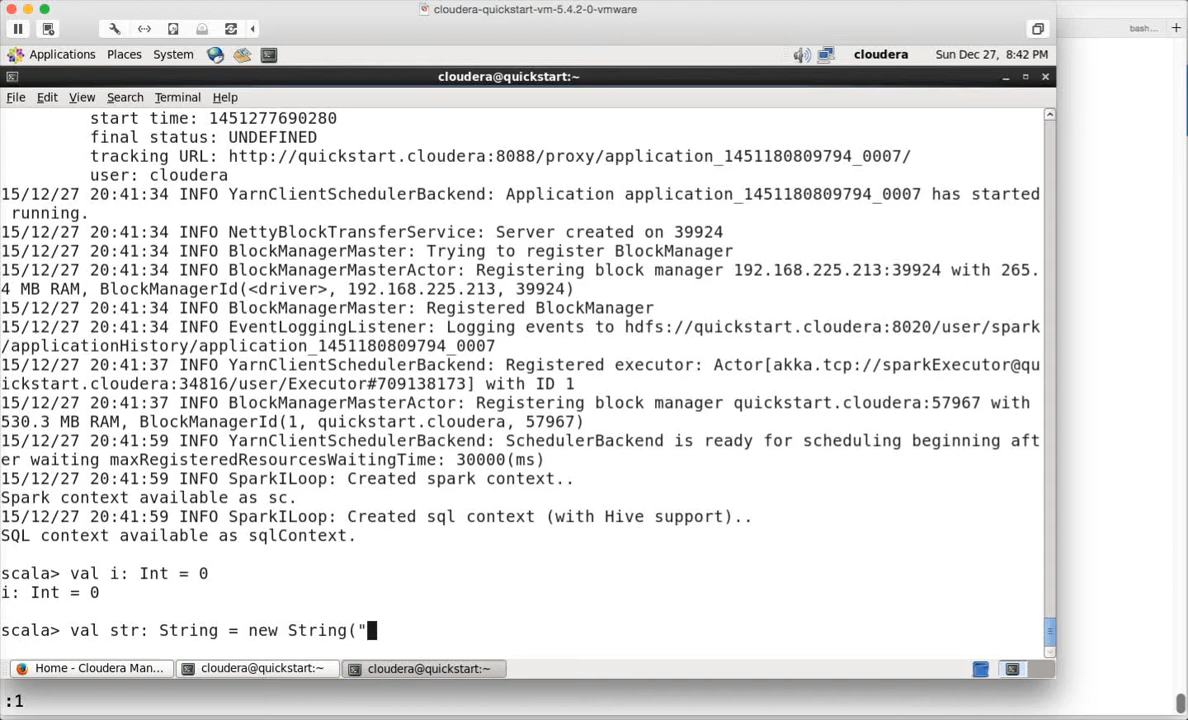 cloudera-quickstart-vm-5.4.2-0-vmware
bash...
Applications Places System cloudera Sun Dec 27, 8:42 PM
cloudera@quickstart:~
File Edit View Search Terminal Help
start time: 1451277690280
final status: UNDEFINED
tracking URL: http://quickstart.cloudera:8088/proxy/application_1451180809794_0007/
user: cloudera
15/12/27 20:41:34 INFO YarnClientSchedulerBackend: Application application_1451180809794_0007 has started
running.
15/12/27 20:41:34 INFO NettyBlockTransferService: Server created on 39924
15/12/27 20:41:34 INFO BlockManagerMaster: Trying to register BlockManager
15/12/27 20:41:34 INFO BlockManagerMasterActor: Registering block manager 192.168.225.213:39924 with 265.
4 MB RAM, BlockManagerId(<driver>, 192.168.225.213, 39924)
15/12/27 20:41:34 INFO BlockManagerMaster: Registered BlockManager
15/12/27 20:41:34 INFO EventLoggingListener: Logging events to hdfs://quickstart.cloudera:8020/user/spark
/applicationHistory/application_1451180809794_0007
15/12/27 20:41:37 INFO YarnClientSchedulerBackend: Registered executor: Actor[akka.tcp://sparkExecutor@qu
ickstart.cloudera:34816/user/Executor#709138173] with ID 1
15/12/27 20:41:37 INFO BlockManagerMasterActor: Registering block manager quickstart.cloudera:57967 with
530.3 MB RAM, BlockManagerId(1, quickstart.cloudera, 57967)
15/12/27 20:41:59 INFO YarnClientSchedulerBackend: SchedulerBackend is ready for scheduling beginning aft
er waiting maxRegisteredResourcesWaitingTime: 30000(ms)
15/12/27 20:41:59 INFO SparkILoop: Created spark context..
Spark context available as sc.
15/12/27 20:41:59 INFO SparkILoop: Created sql context (with Hive support)..
SQL context available as sqlContext.
scala> val i: Int = 0
i: Int = 0
scala> val str: String = new String("
Home - Cloudera Man... cloudera@quickstart:~ cloudera@quickstart:~
:1